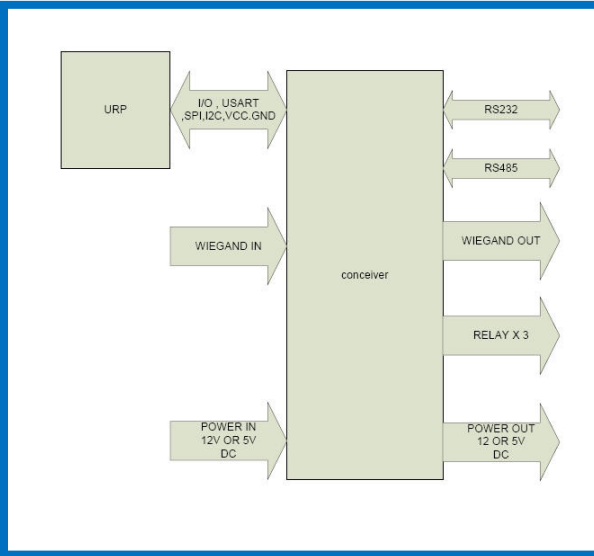 URP
I/O , USART
,SPI,I2C,VCC.GND
RS232
RS485
WIEGAND IN
WIEGAND OUT
conceiver
RELAY X 3
POWER IN
12V OR 5V
DC
POWER OUT
12 OR 5V
DC